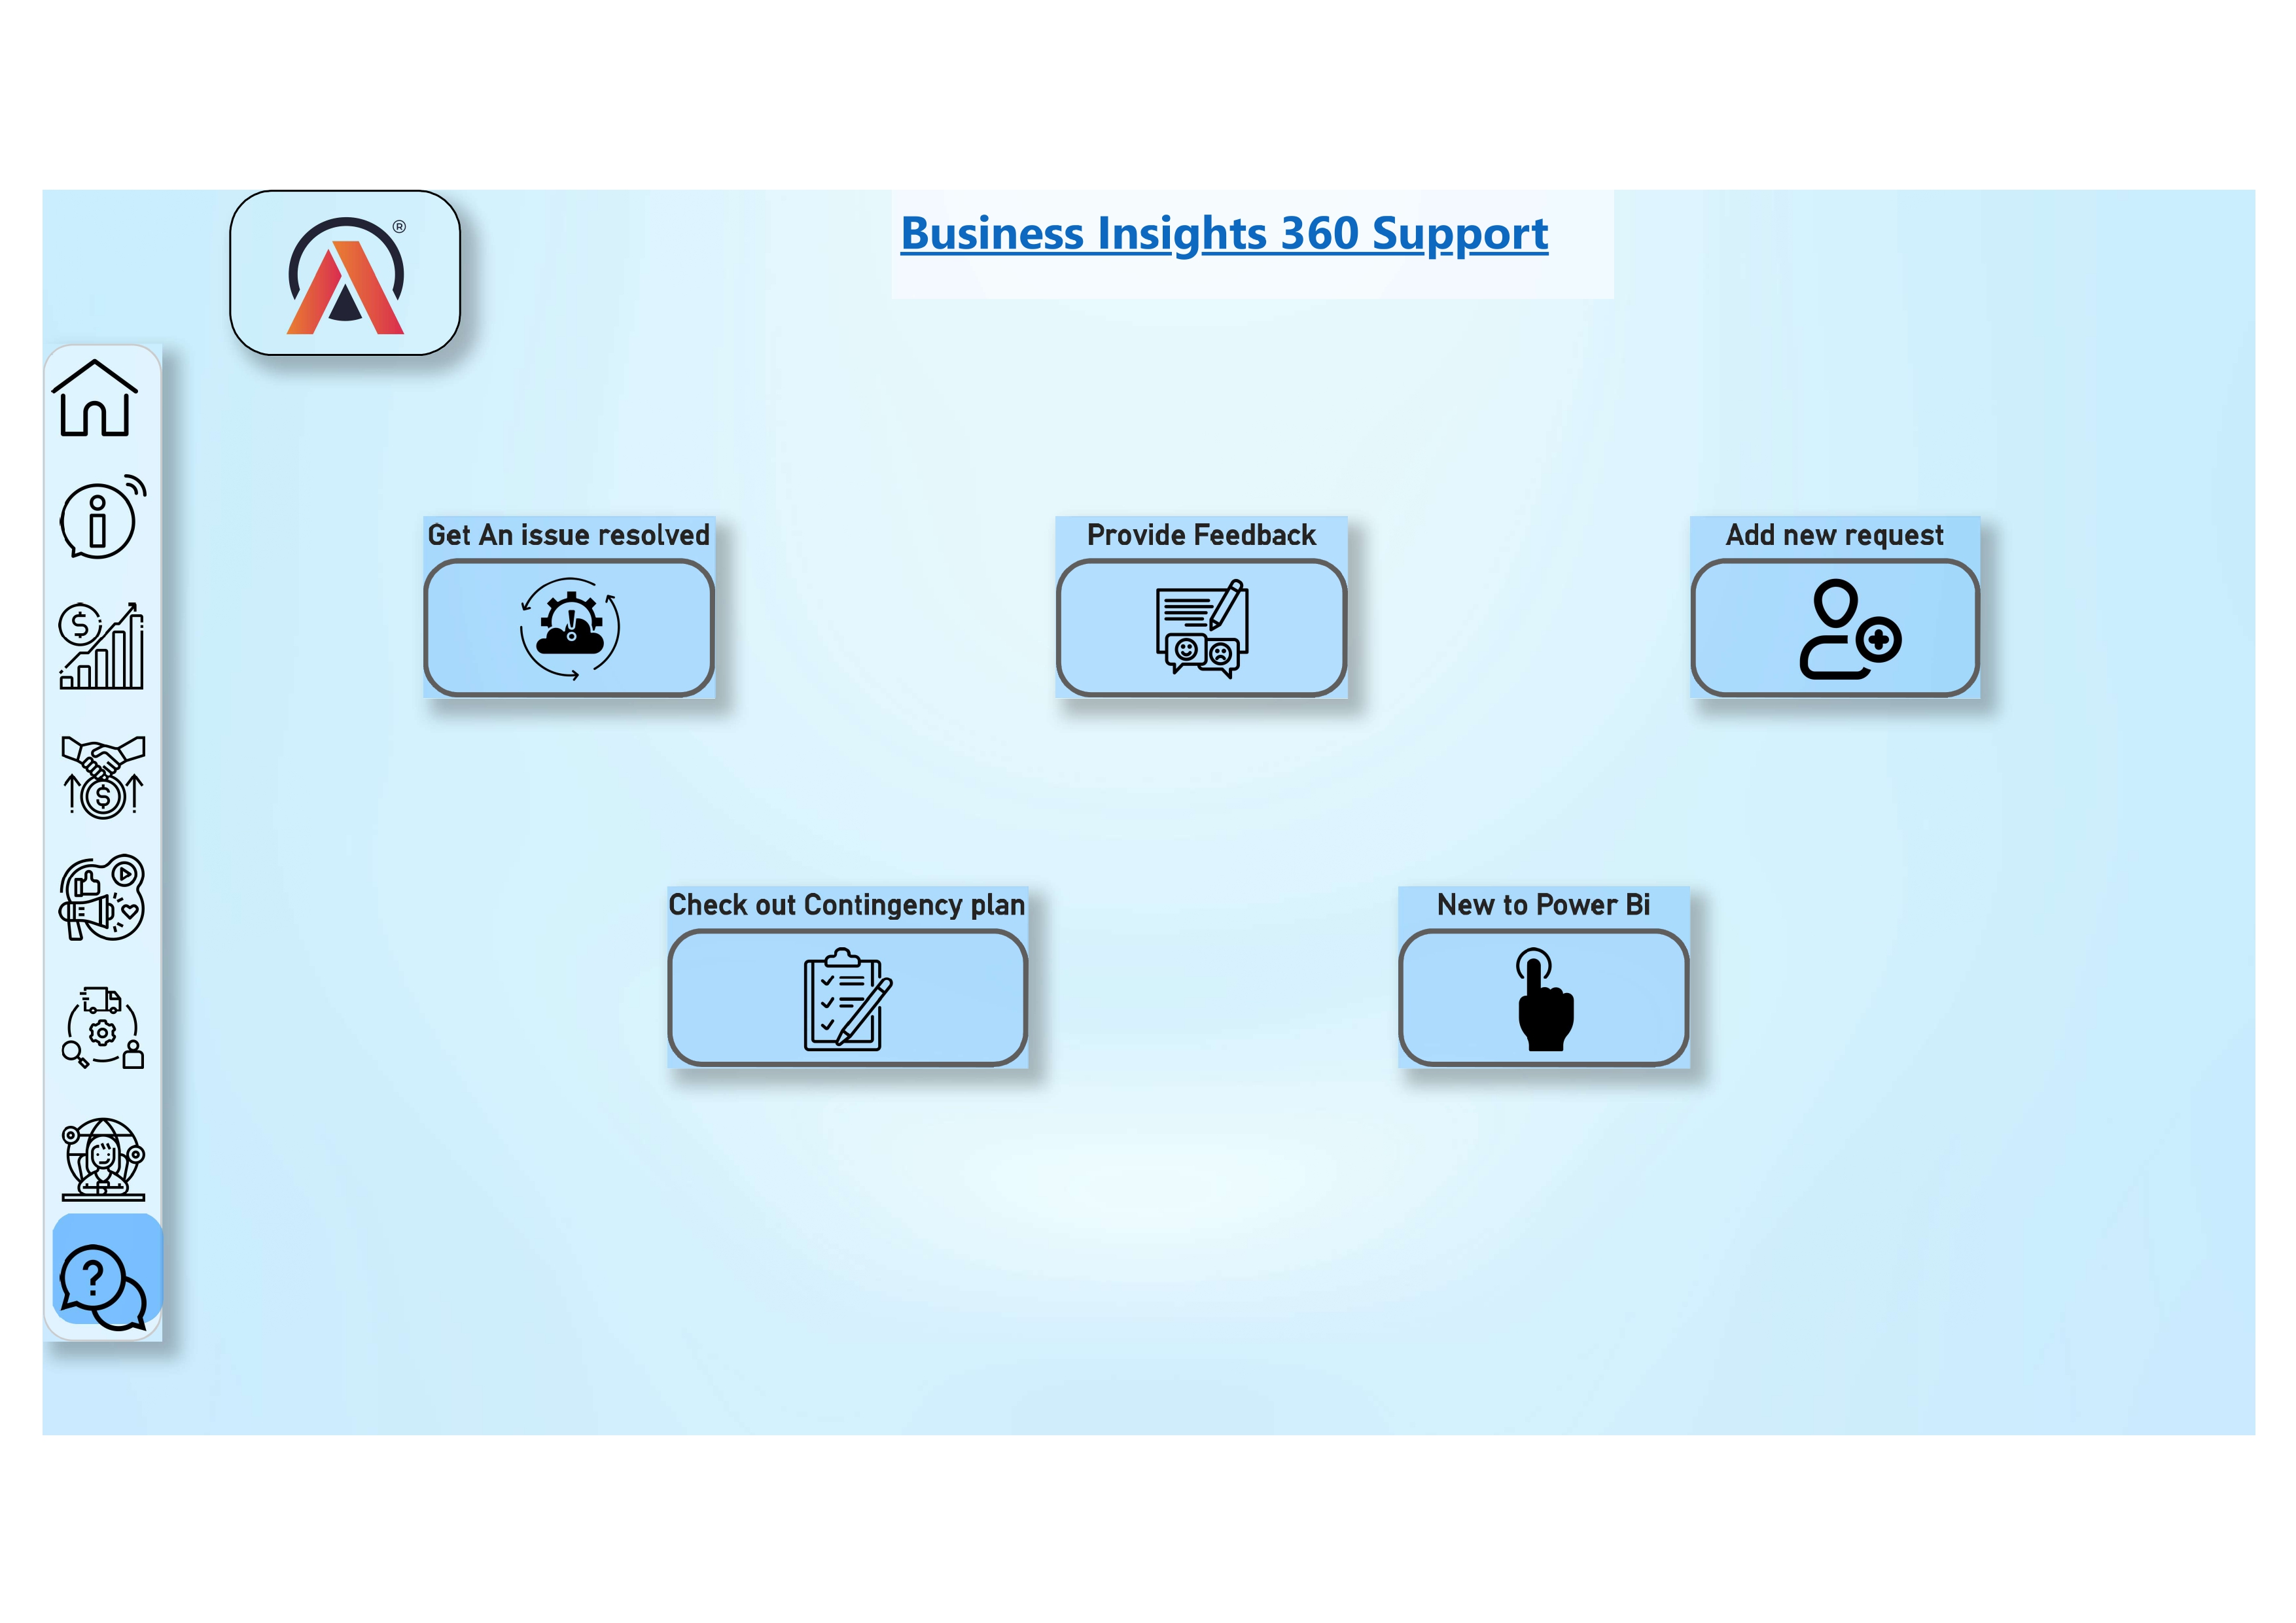 ®
Business Insights 360 Support
Get An issue resolved
Provide Feedback
Add new request
Check out Contingency plan
New to Power Bi